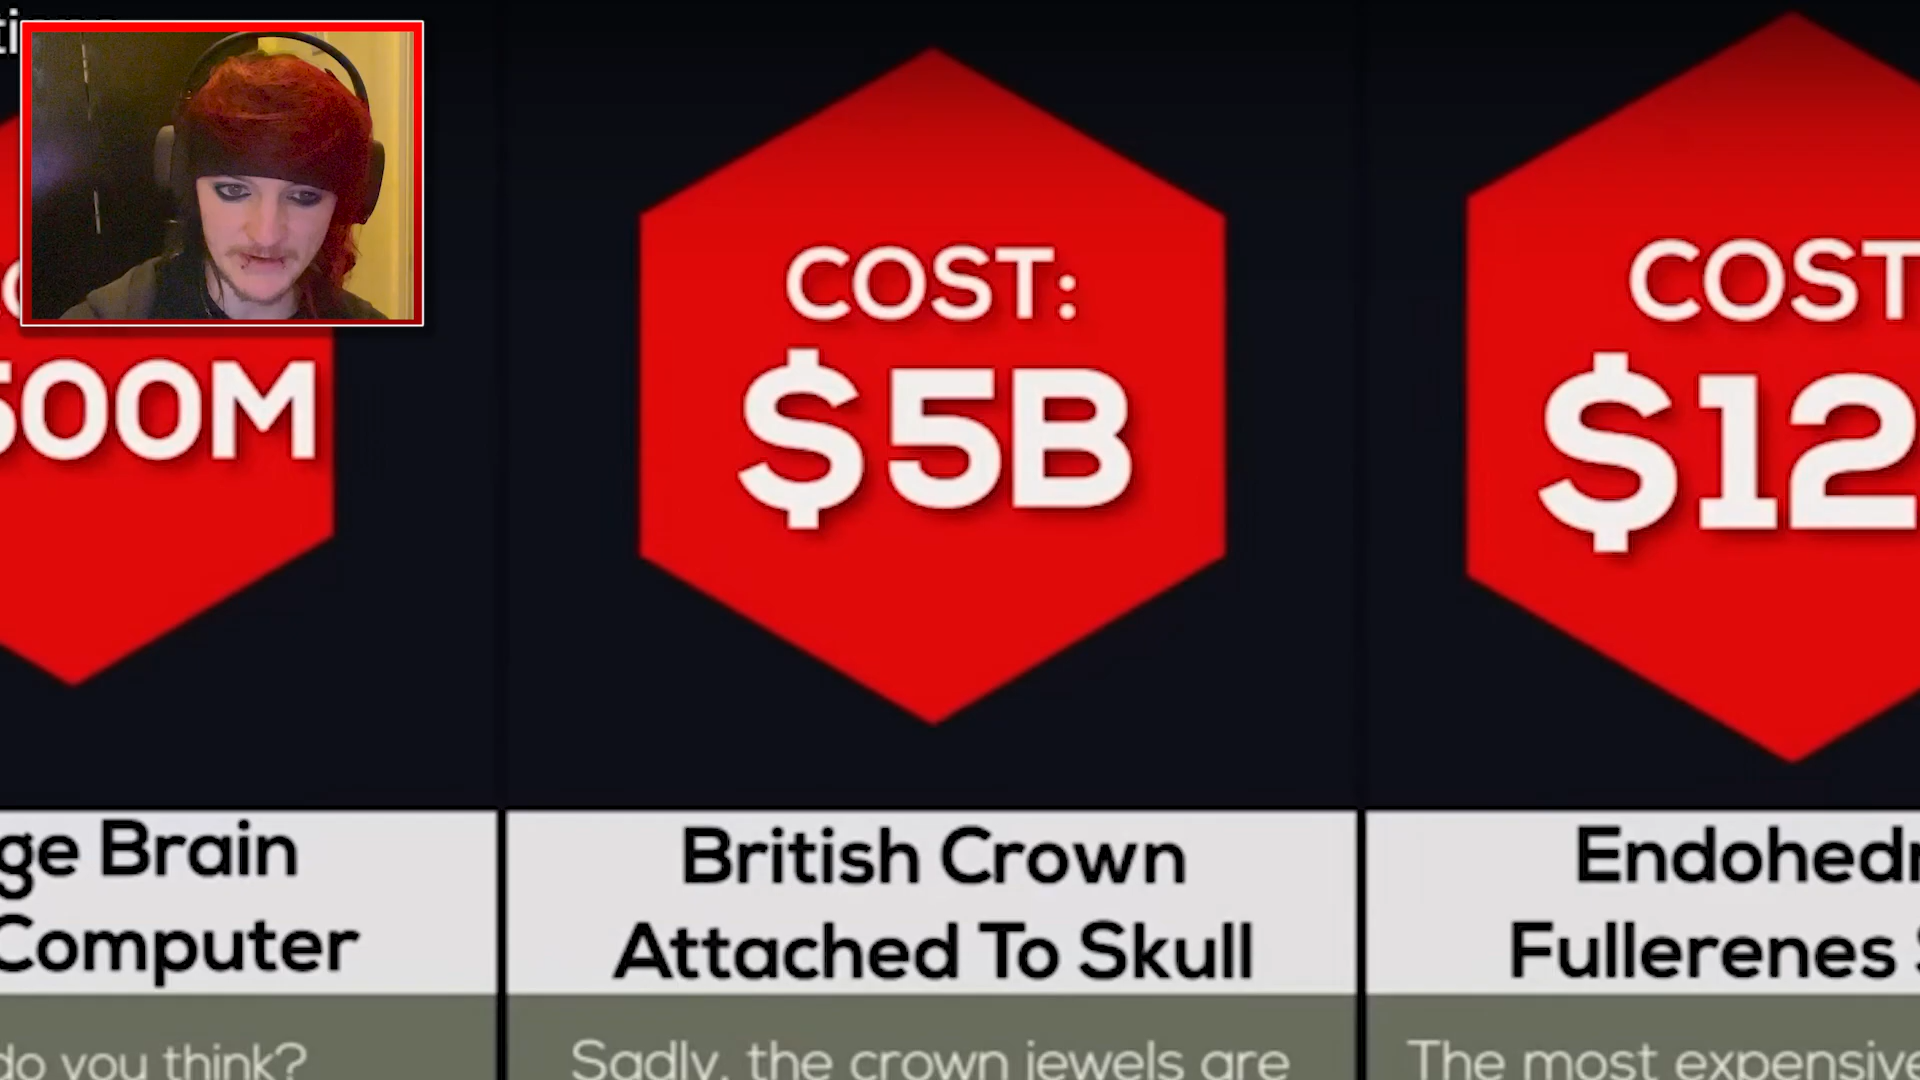 500M
ge Brain
Computer
do you think?
COST:
$5B
British Crown
Attached To Skull
Sadly, the crown jewels are
COST
$12
Endohedr
Fullerenes
The most expensive